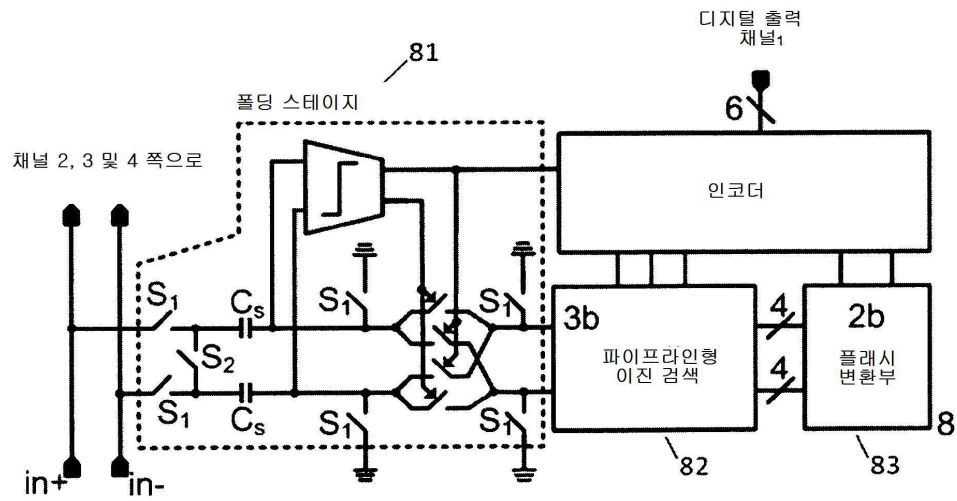 디지털 출력
채널₁
81
폴딩 스테이지
6
채널 2, 3 및 4 쪽으로
인코더
S₁
Cₛ
S₁
S₁
3b
4
2b
S₂
파이프라인형
이진 검색
플래시
변환부
4
S₁
Cₛ
S₁
S₁
8
82
83
in+
in-